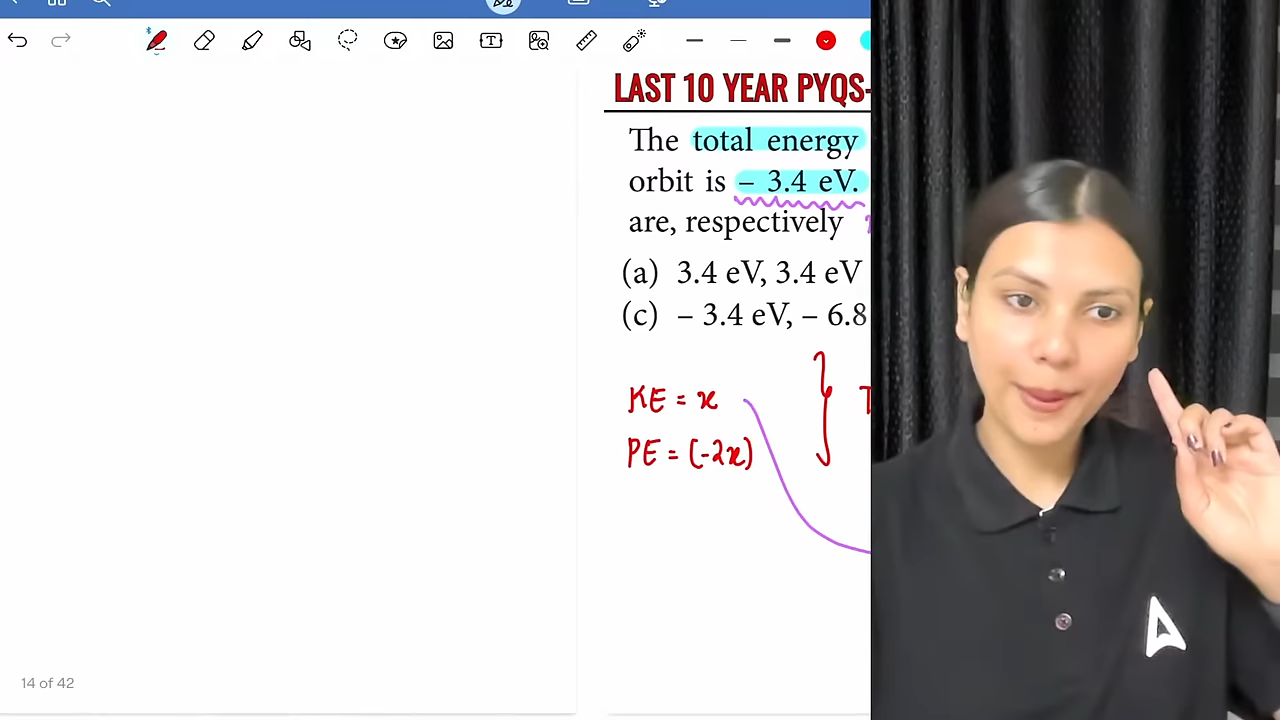 LAST 10 YEAR PYQS-
The total energy
orbit is – 3.4 eV.
are, respectively
(a) 3.4 eV, 3.4 eV
(c) – 3.4 eV, – 6.8
KE = x
PE = (-2x)
14 of 42